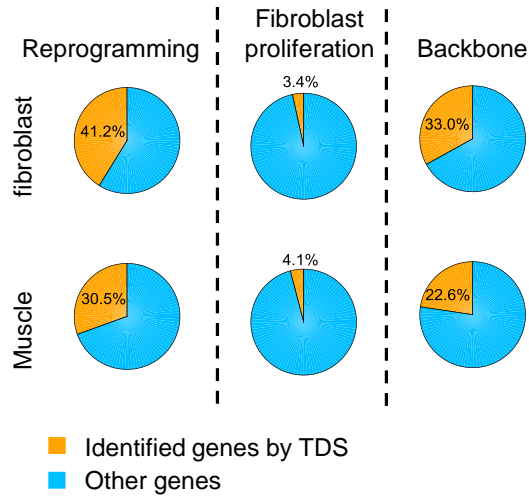 Reprogramming
Fibroblast
proliferation
Backbone
fibroblast
41.2%
3.4%
33.0%
Muscle
30.5%
4.1%
22.6%
Identified genes by TDS
Other genes